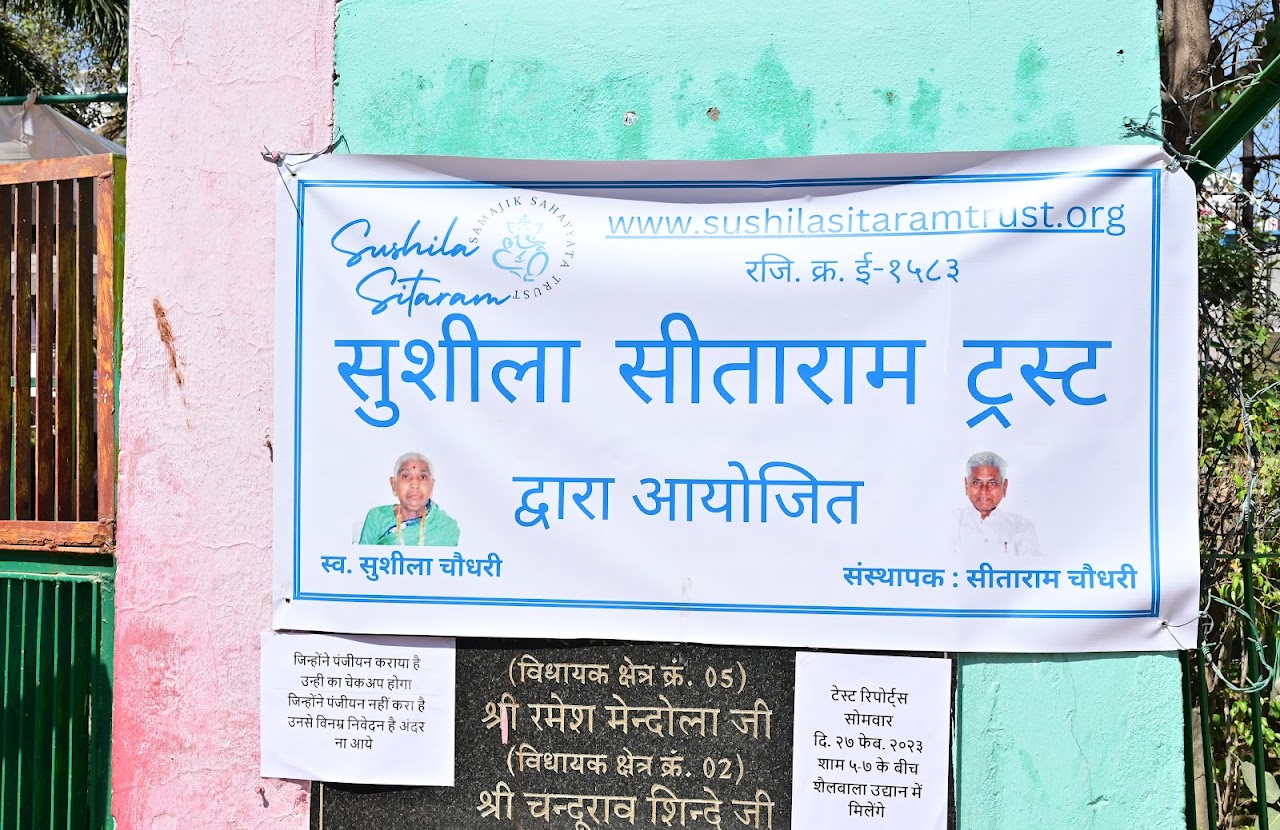 Sushila
Sitaram
SAMAJIK SAHAYYATA TRUST
www.sushilasitaramtrust.org
रजि. क्र. ई-१५८३
सुशीला सीताराम ट्रस्ट
द्वारा आयोजित
स्व. सुशीला चौधरी
संस्थापक : सीताराम चौधरी
जिन्होंने पंजीयन कराया है
उन्ही का चेकअप होगा
जिन्होंने पंजीयन नहीं करा है
उनसे विनम्र निवेदन है अंदर
ना आये
(विधायक क्षेत्र क्रं. 05)
श्री रमेश मेन्दोला जी
(विधायक क्षेत्र क्रं. 02)
श्री चन्दूराव शिन्दे जी
टेस्ट रिपोर्ट्स
सोमवार
दि. २७ फेब. २०२३
शाम ५-७ के बीच
शैलबाला उद्यान में
मिलेंगे